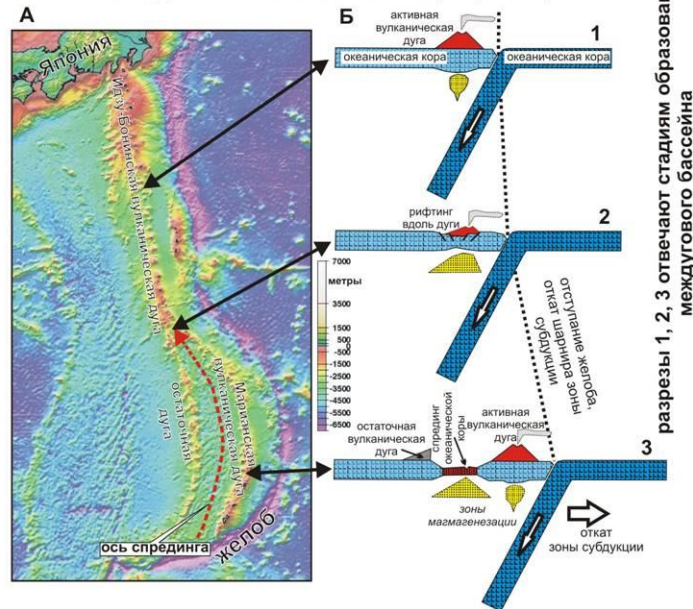 А
Япония
Идзу-Бонинская вулканическая дуга
остаточная
дуга
Марианская
вулканическая дуга
ось спрединга
желоб
7000
метры
3500
1500
500
0
-500
-1500
-2500
-3500
-4500
-5500
-6500
Б
активная
вулканическая
дуга
1
океаническая кора
океаническая кора
рифтинг
вдоль дуги
2
отступание желоба,
откат шарнира зоны
субдукции
остаточная
вулканическая
дуга
спрединг
океанической
коры
активная
вулканическая
дуга
3
зоны
магмагенезации
откат
зоны субдукции
разрезы 1, 2, 3 отвечают стадиям образован
междугового бассейна